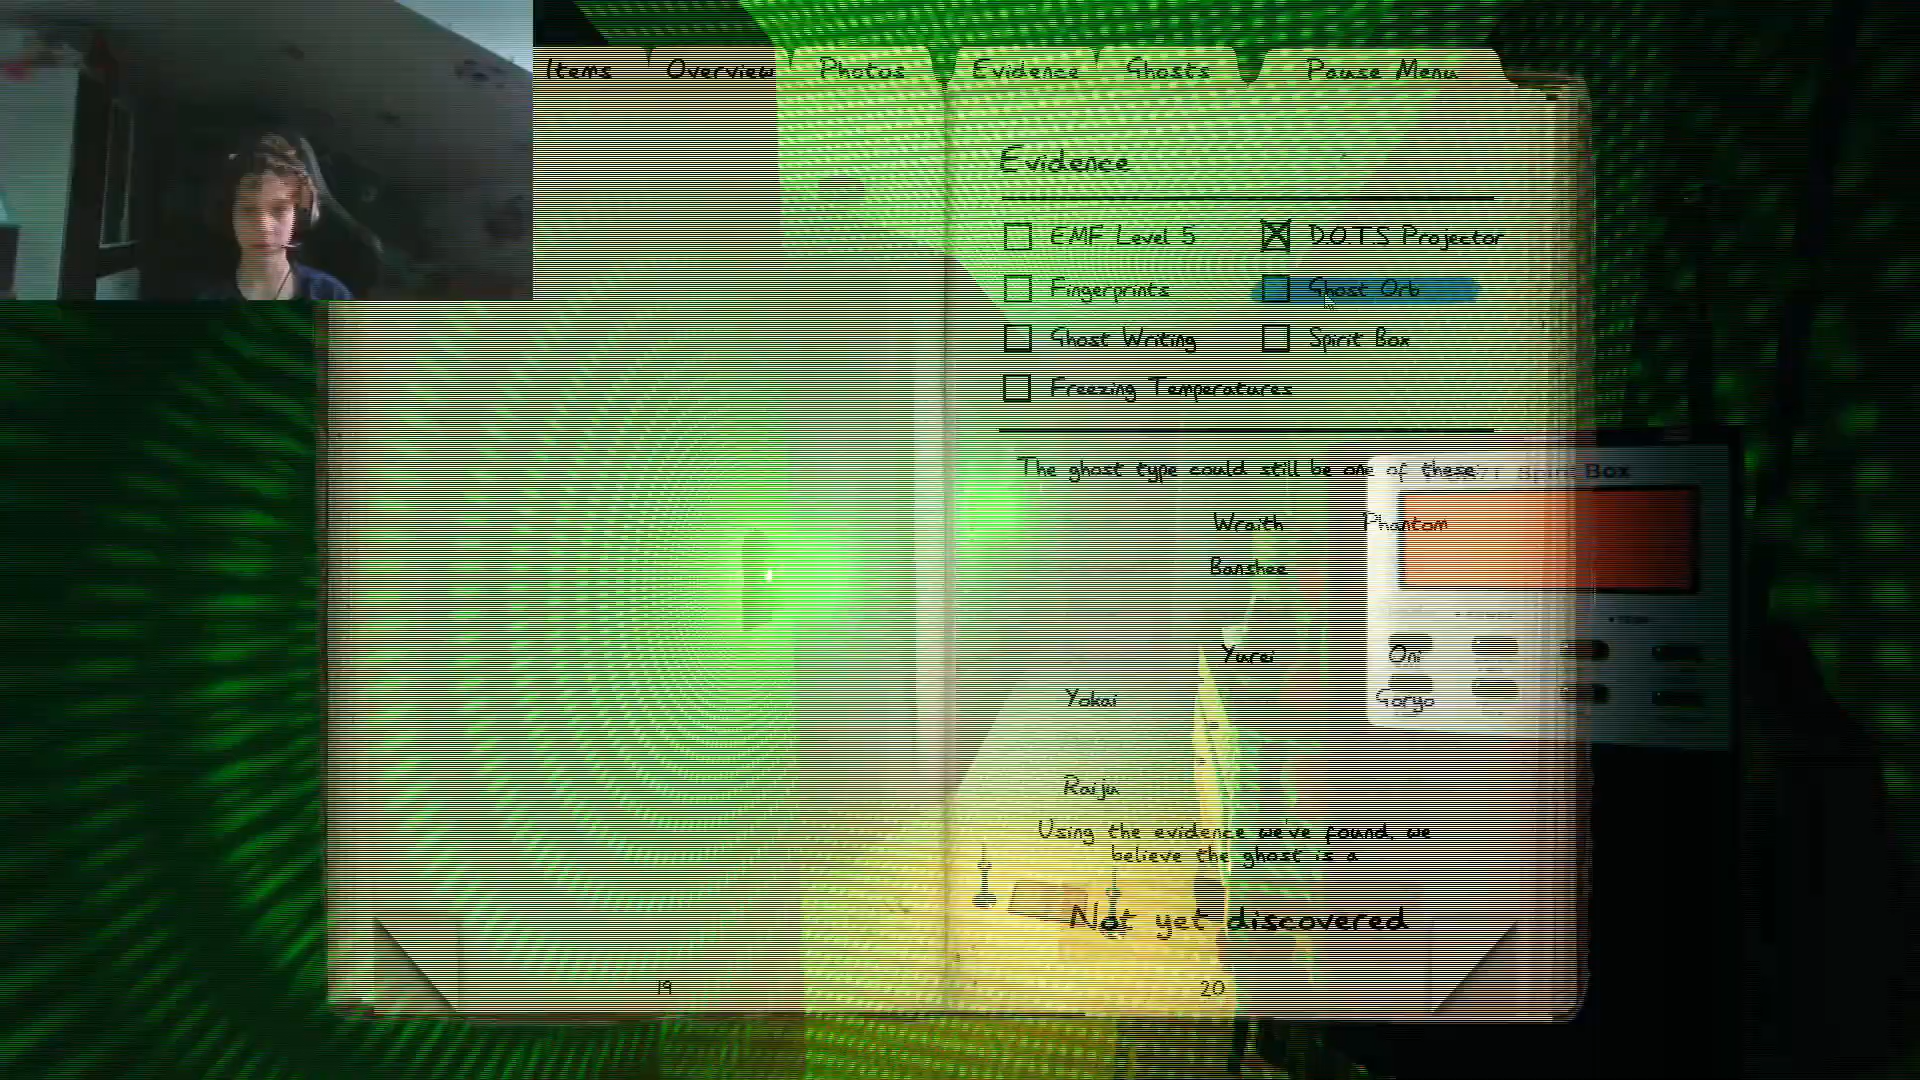 Items Overview Photos Evidence Ghosts Pause Menu
Evidence
EMF Level 5 D.O.T.S Projector
Fingerprints Ghost Orb
Ghost Writing Spirit Box
Freezing Temperatures
The ghost type could still be one of these
Spirit Box
Wraith Phantom
Banshee
Yurei Oni
Yokai Goryo
Raiju
Using the evidence we've found, we
believe the ghost is a
Not yet discovered
19 20